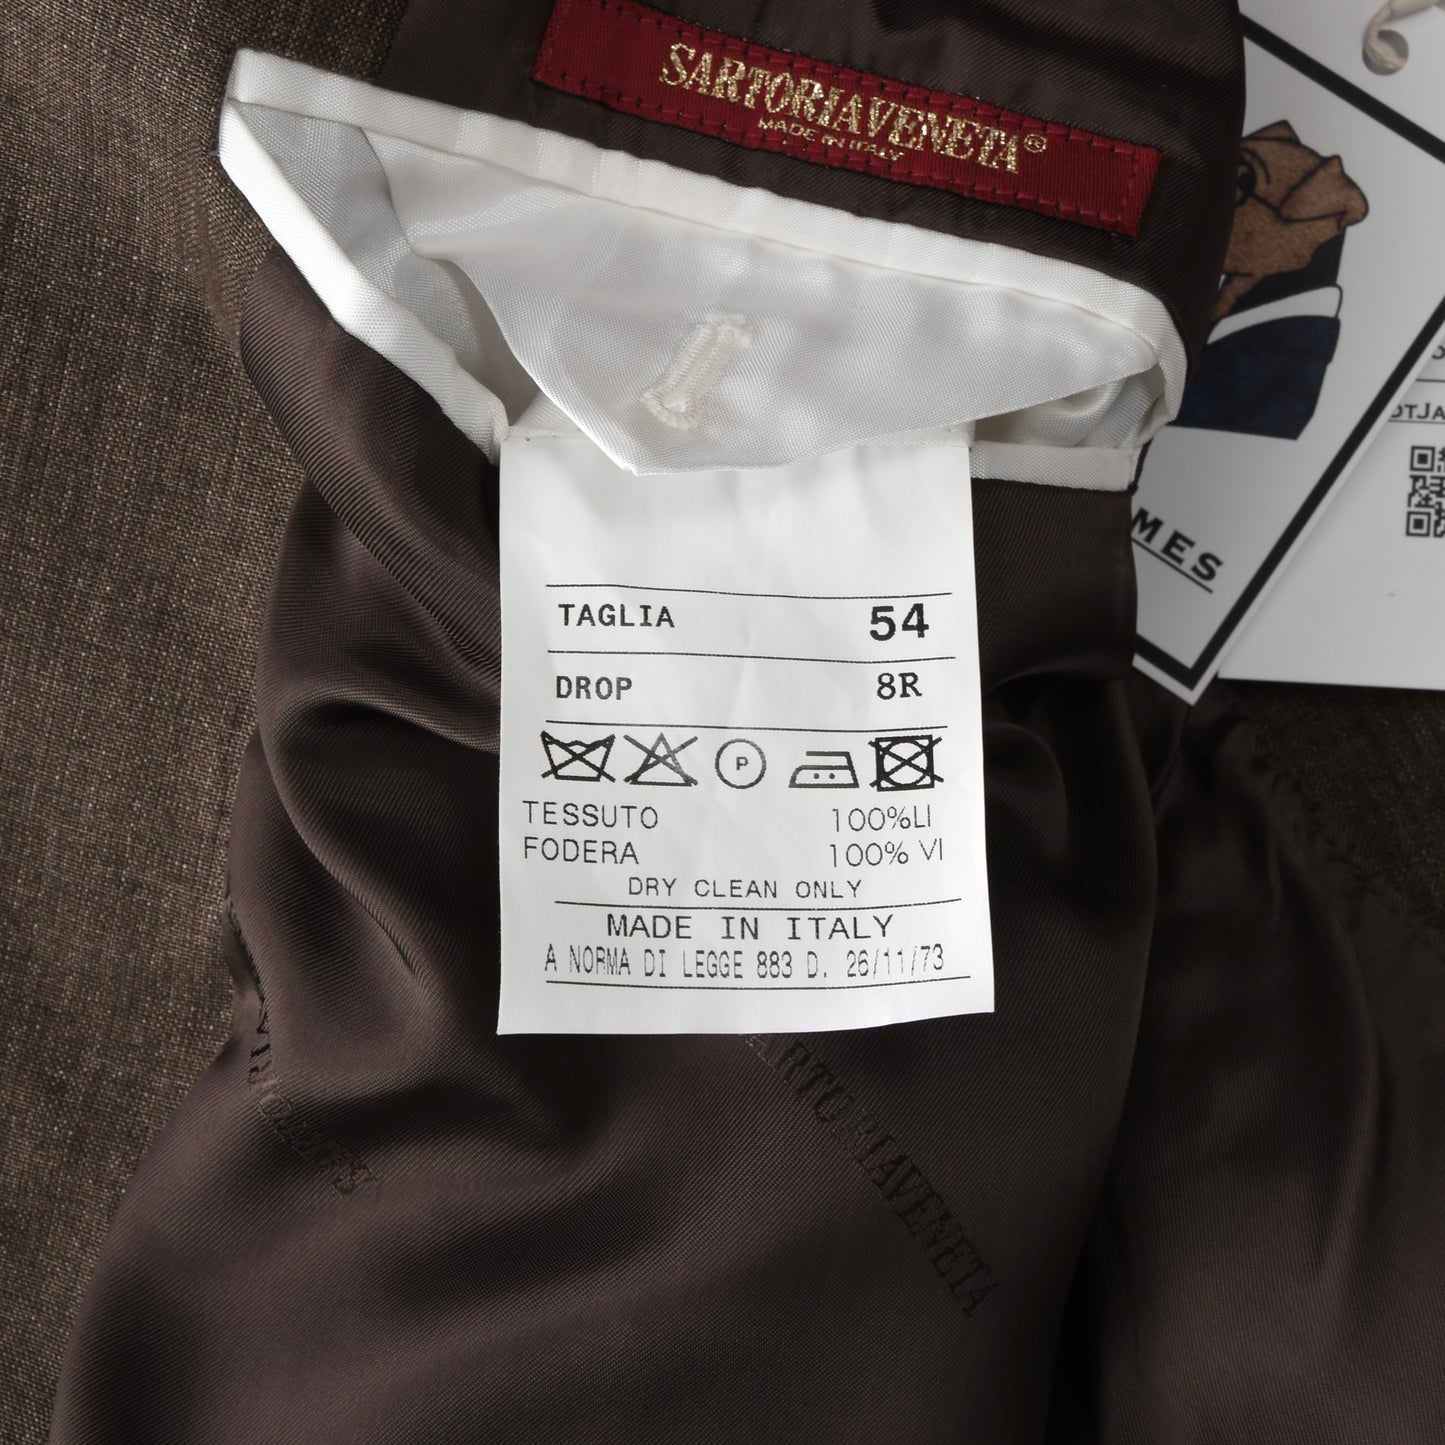 SARTORIAVENETA®
MADE IN ITALY
TAGLIA 54
DROP 8R
P
TESSUTO 100%LI
FODERA 100% VI
DRY CLEAN ONLY
MADE IN ITALY
A NORMA DI LEGGE 883 D. 26/11/73
SARTORIAVENETA
MES